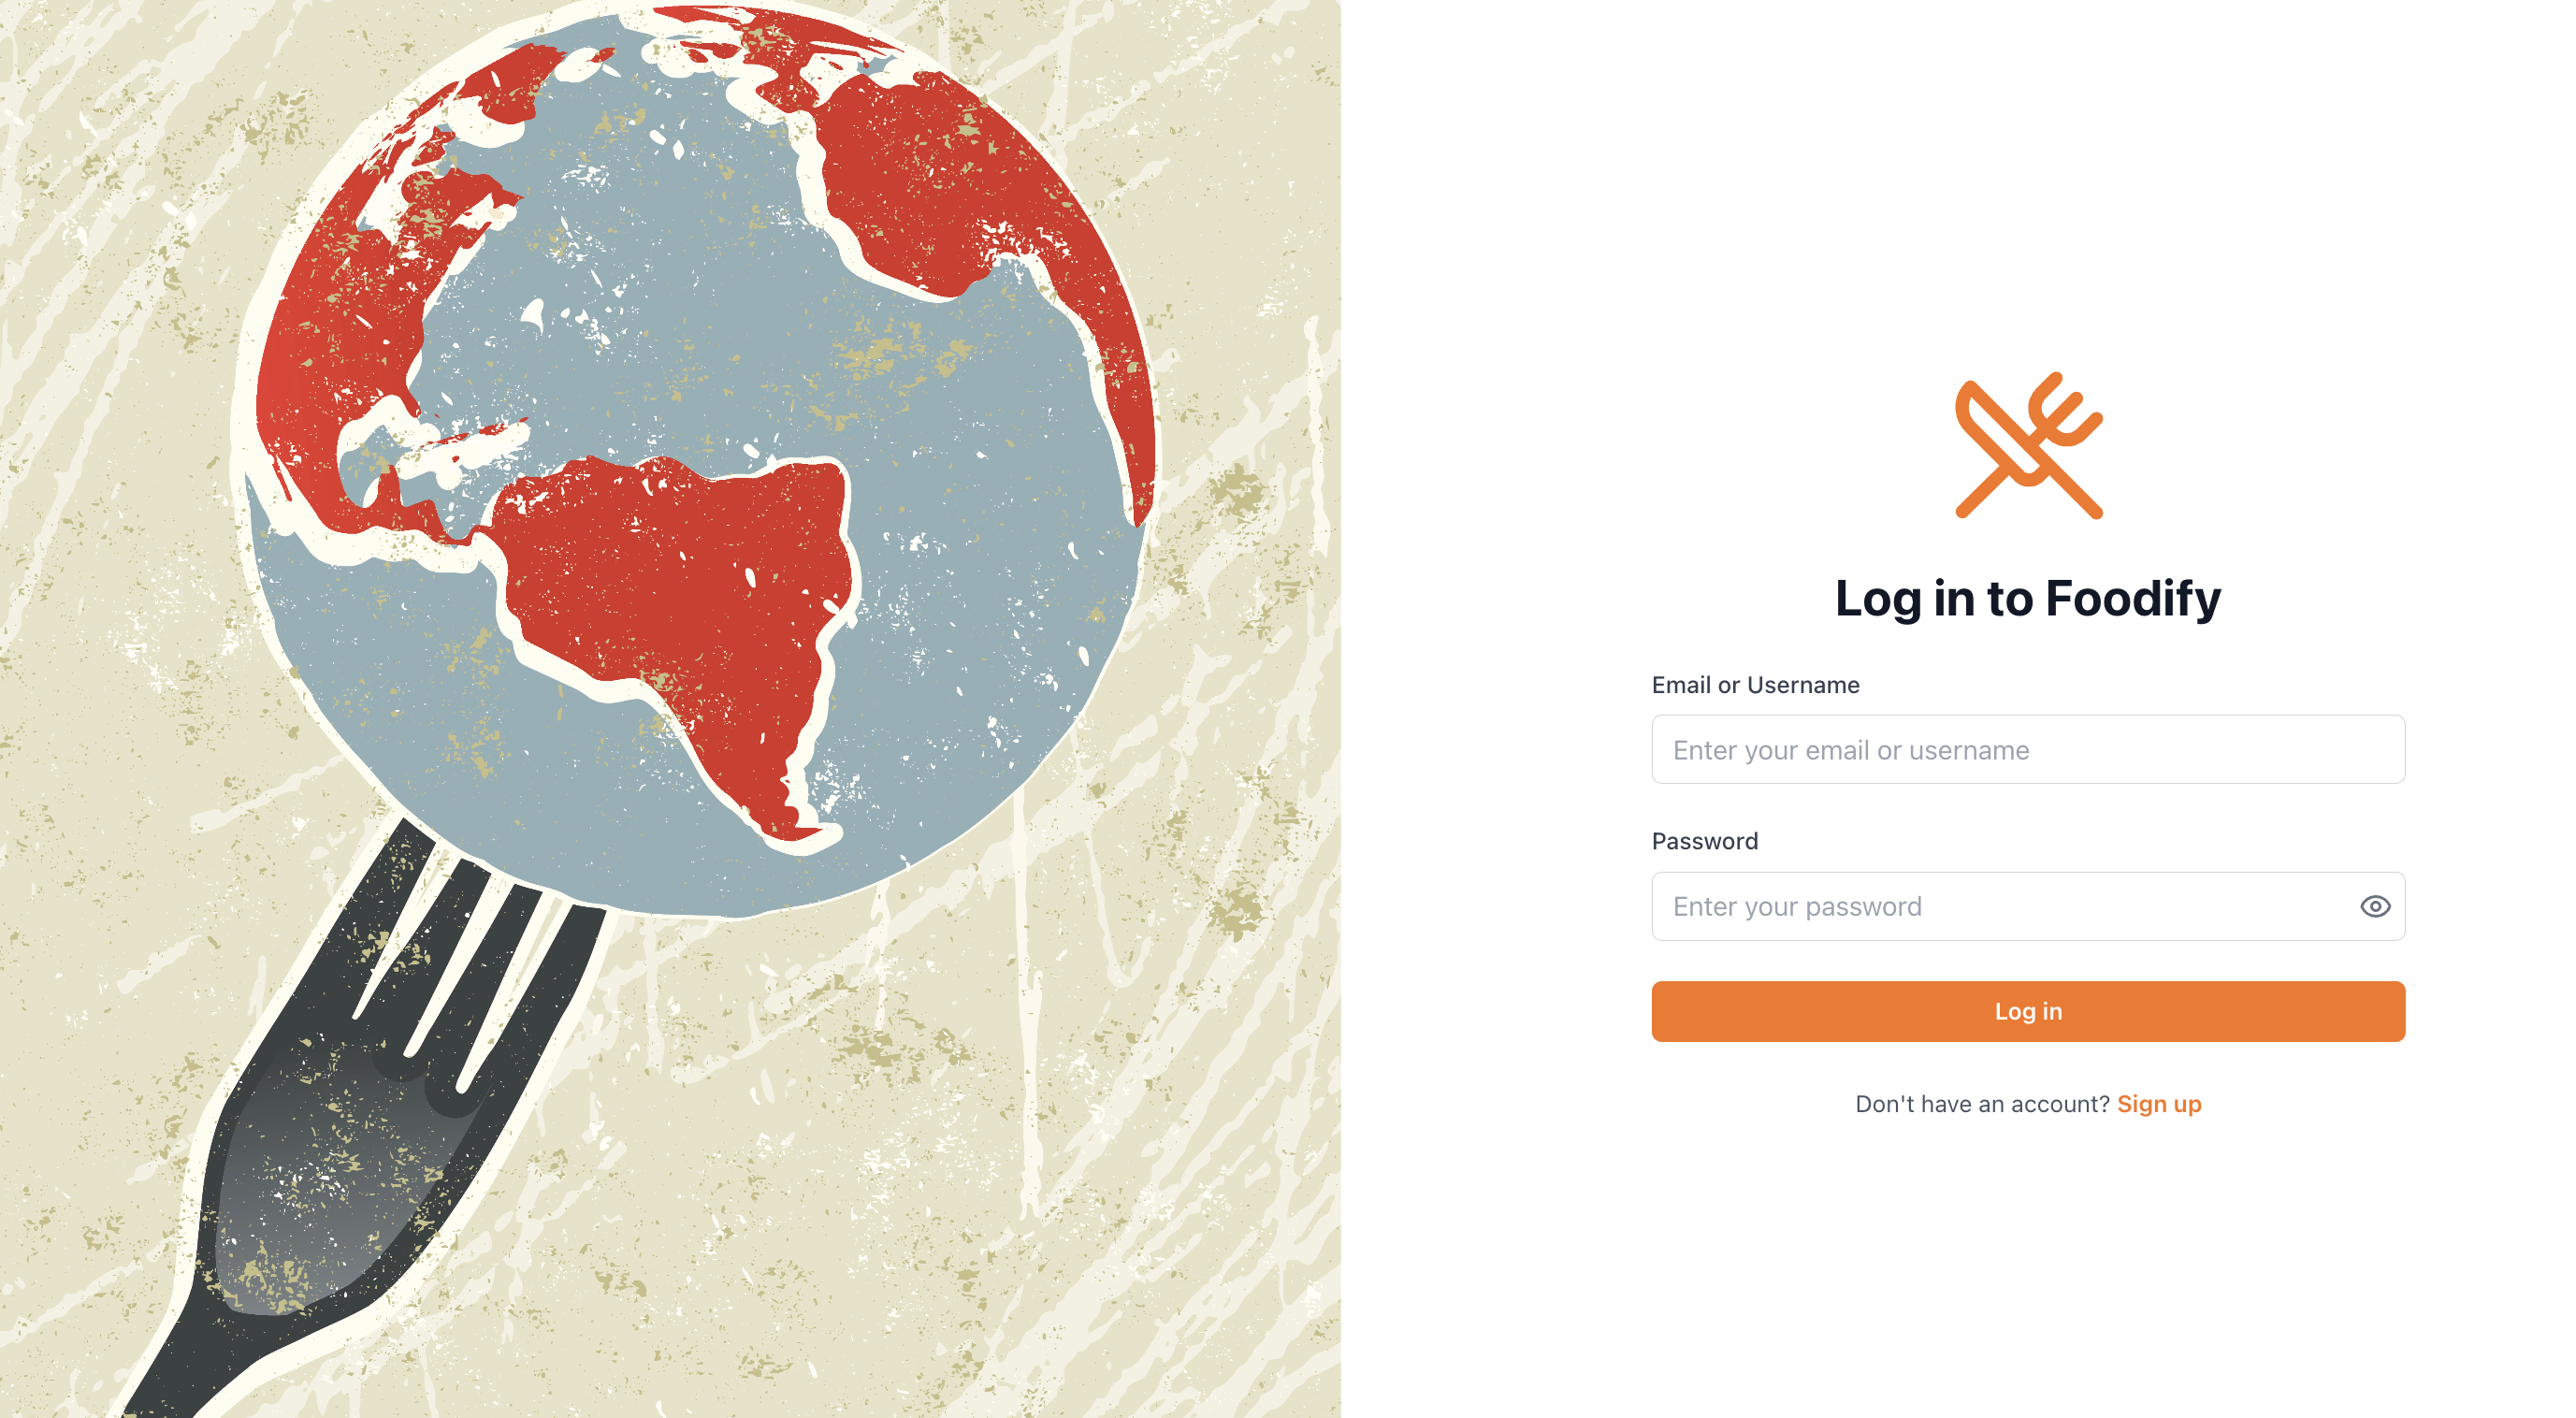 Log in to Foodify
Email or Username
Enter your email or username
Password
Enter your password
Log in
Don't have an account? Sign up